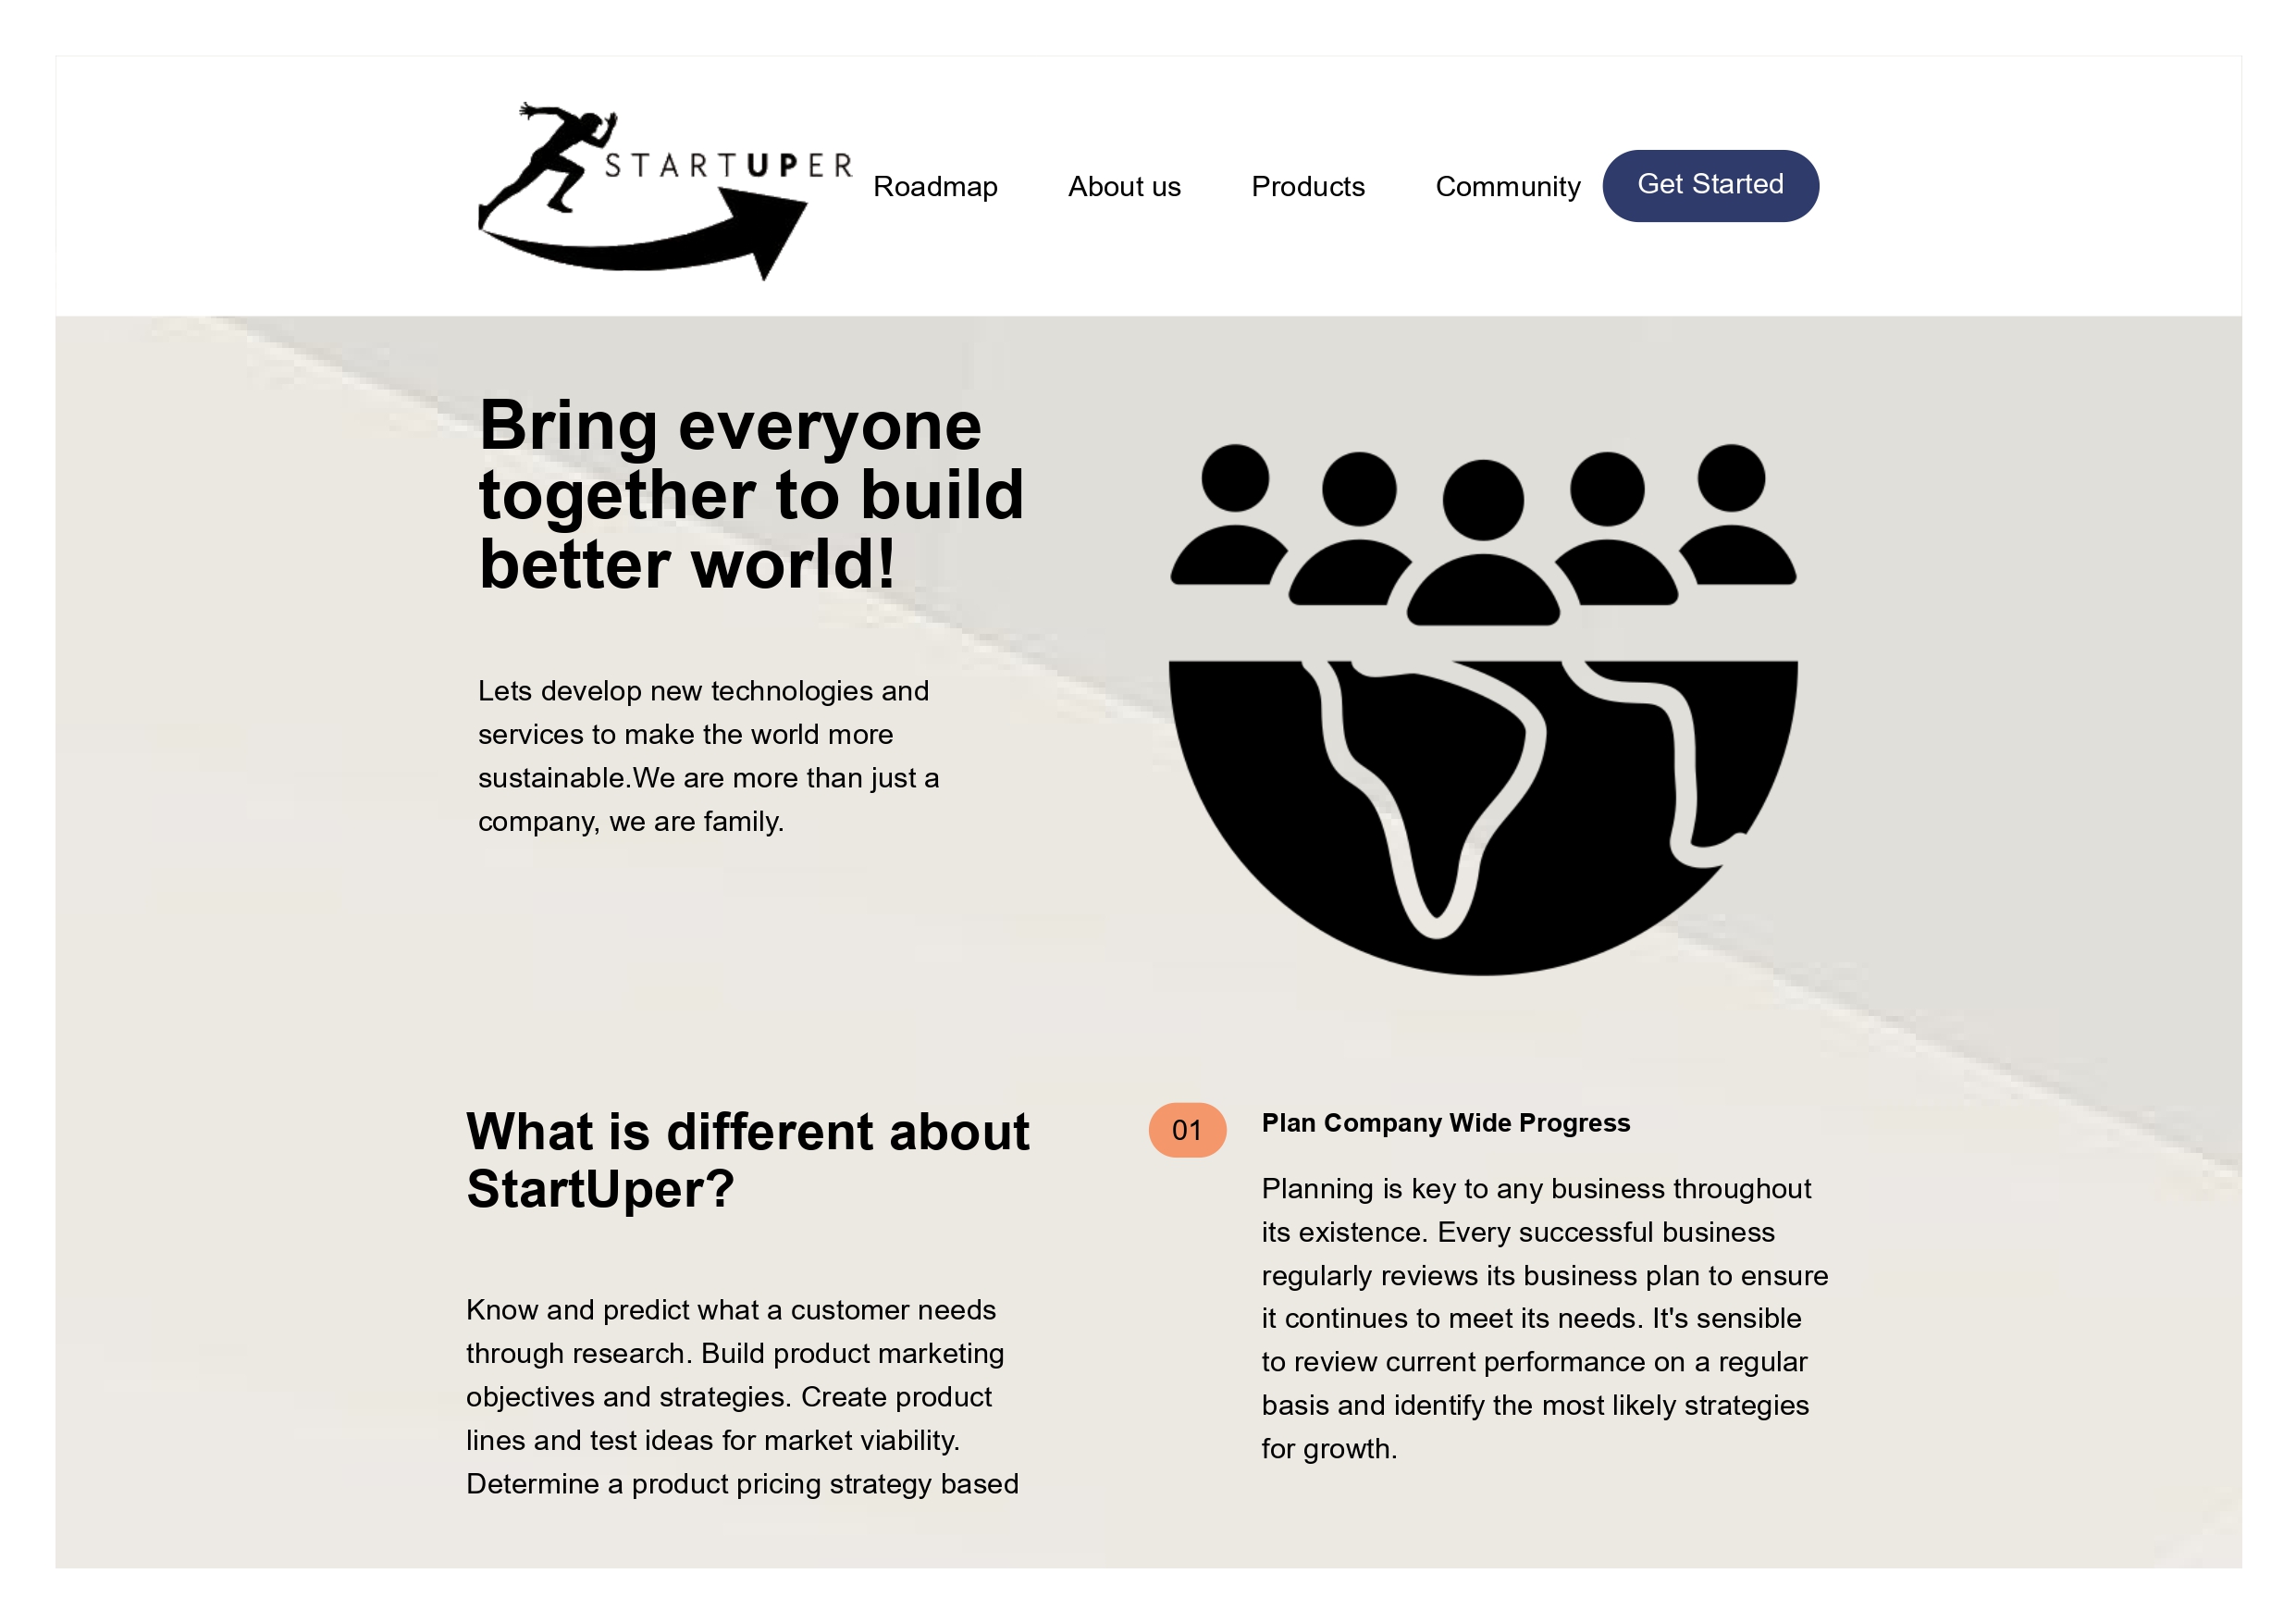 STARTUPER
Roadmap
About us
Products
Community
Get Started
Bring everyone
together to build
better world!
Lets develop new technologies and
services to make the world more
sustainable.We are more than just a
company, we are family.
What is different about
StartUper?
Know and predict what a customer needs
through research. Build product marketing
objectives and strategies. Create product
lines and test ideas for market viability.
Determine a product pricing strategy based
01
Plan Company Wide Progress
Planning is key to any business throughout
its existence. Every successful business
regularly reviews its business plan to ensure
it continues to meet its needs. It's sensible
to review current performance on a regular
basis and identify the most likely strategies
for growth.